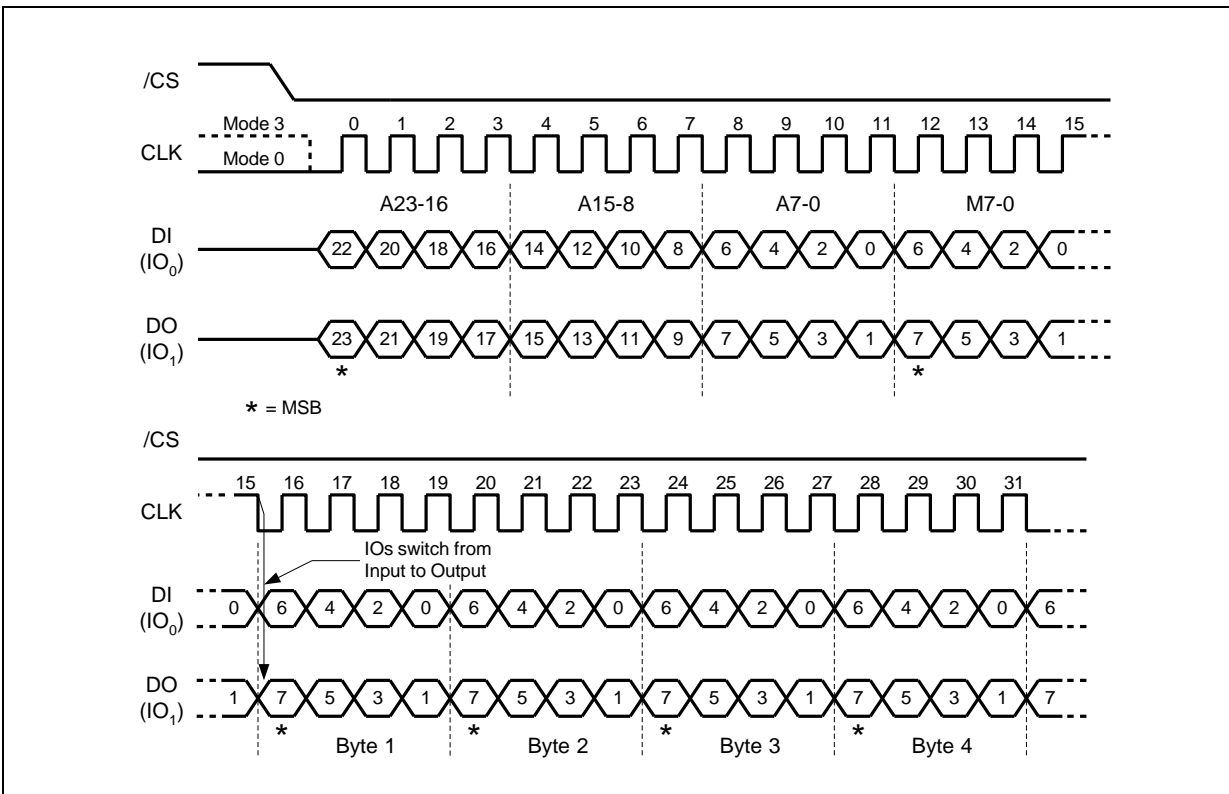 /CS
Mode 3
0 1 2 3 4 5 6 7 8 9 10 11 12 13 14 15
CLK
Mode 0
A23-16 A15-8 A7-0 M7-0
DI
(IO0)
22 20 18 16 14 12 10 8 6 4 2 0 6 4 2 0
DO
(IO1)
23 21 19 17 15 13 11 9 7 5 3 1 7 5 3 1
* *
* = MSB
/CS
15 16 17 18 19 20 21 22 23 24 25 26 27 28 29 30 31
CLK
IOs switch from
Input to Output
DI
(IO0)
0 6 4 2 0 6 4 2 0 6 4 2 0 6 4 2 0 6
DO
(IO1)
1 7 5 3 1 7 5 3 1 7 5 3 1 7 5 3 1 7
* * * *
Byte 1 Byte 2 Byte 3 Byte 4